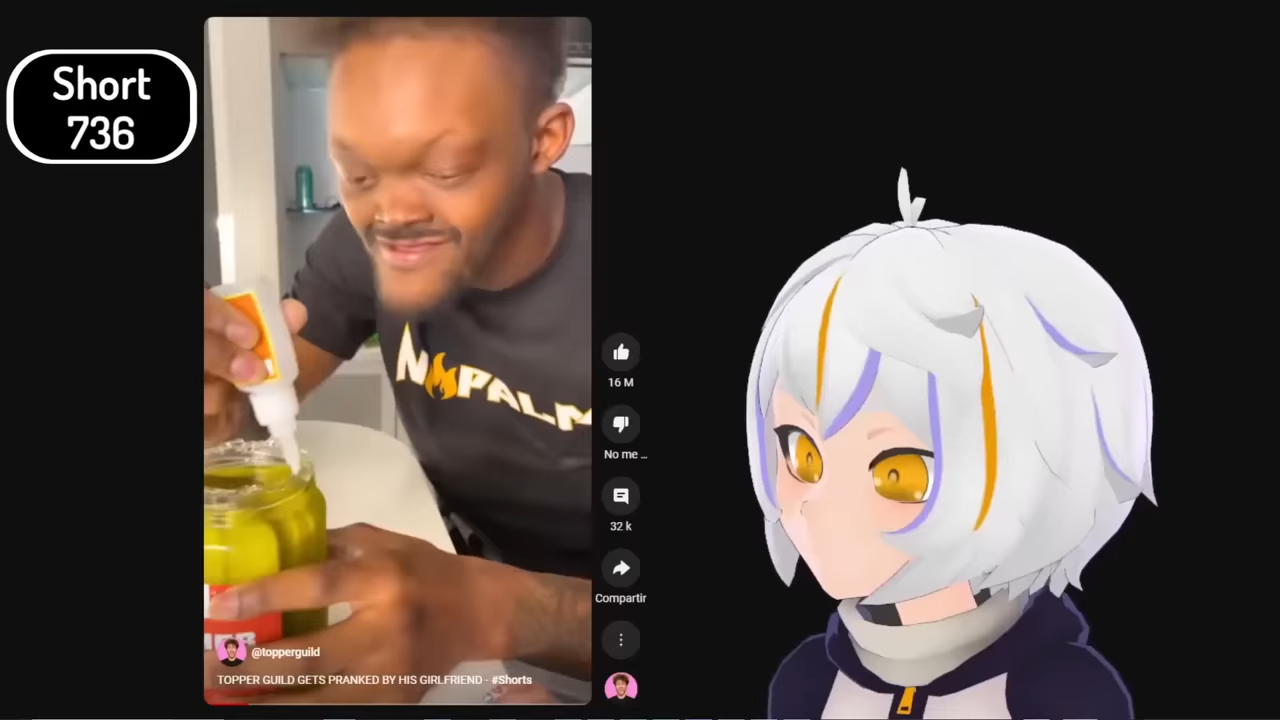 Short
736
NAPALM
16 M
No me ...
32 k
Compartir
@topperguild
TOPPER GUILD GETS PRANKED BY HIS GIRLFRIEND - #Shorts